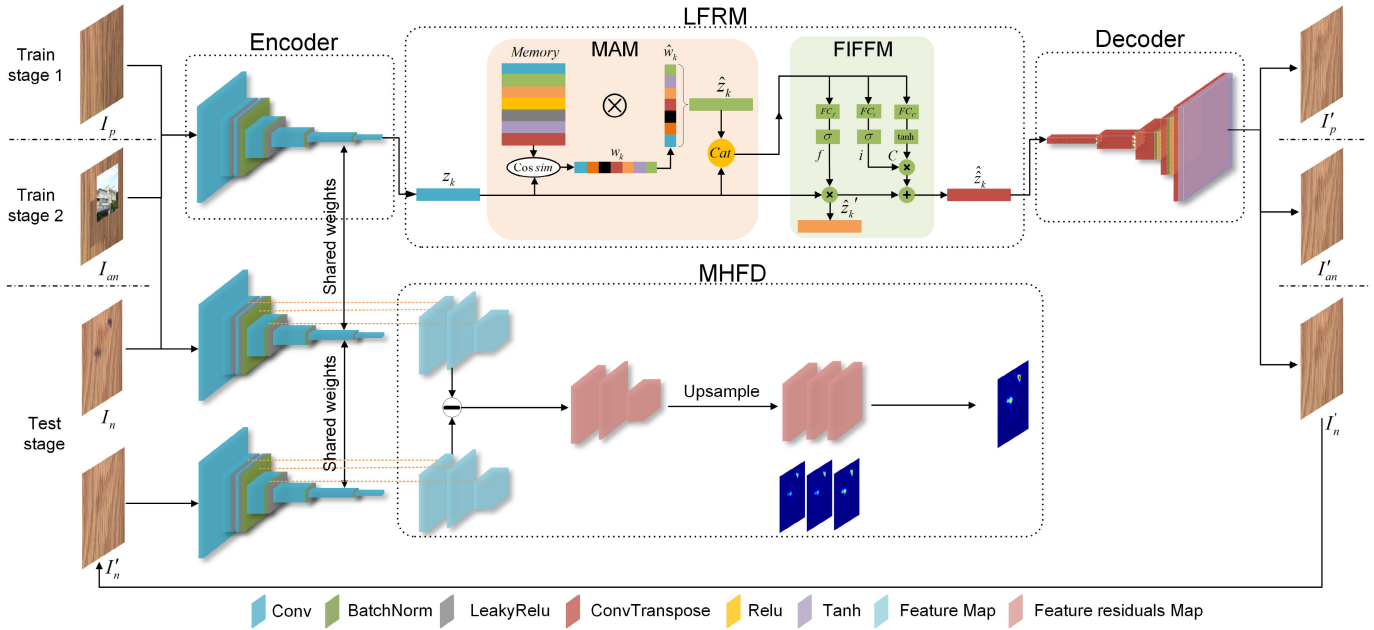 LFRM
Train
stage 1
Encoder
Decoder
Memory
MAM
ŵ_k
FIFFM
ẑ_k
FC_f
FC_i
FC_C
σ
σ
tanh
f
i
C
I_p
I'_p
Cat
w_k
Cos sim
z_k
ẑ_k'
Train
stage 2
I_an
I'_an
Shared weights
MHFD
I_n
Upsample
Test
stage
Shared weights
I'_n
I'_n
Conv
BatchNorm
LeakyRelu
ConvTranspose
Relu
Tanh
Feature Map
Feature residuals Map